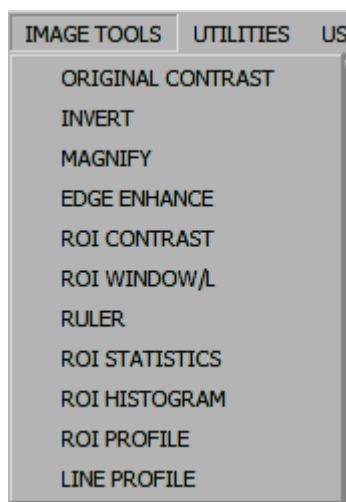 IMAGE TOOLS UTILITIES US
ORIGINAL CONTRAST
INVERT
MAGNIFY
EDGE ENHANCE
ROI CONTRAST
ROI WINDOW/L
RULER
ROI STATISTICS
ROI HISTOGRAM
ROI PROFILE
LINE PROFILE